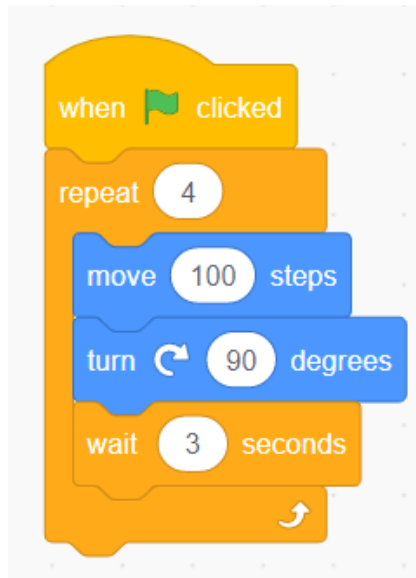 when clicked
repeat 4
move 100 steps
turn 90 degrees
wait 3 seconds